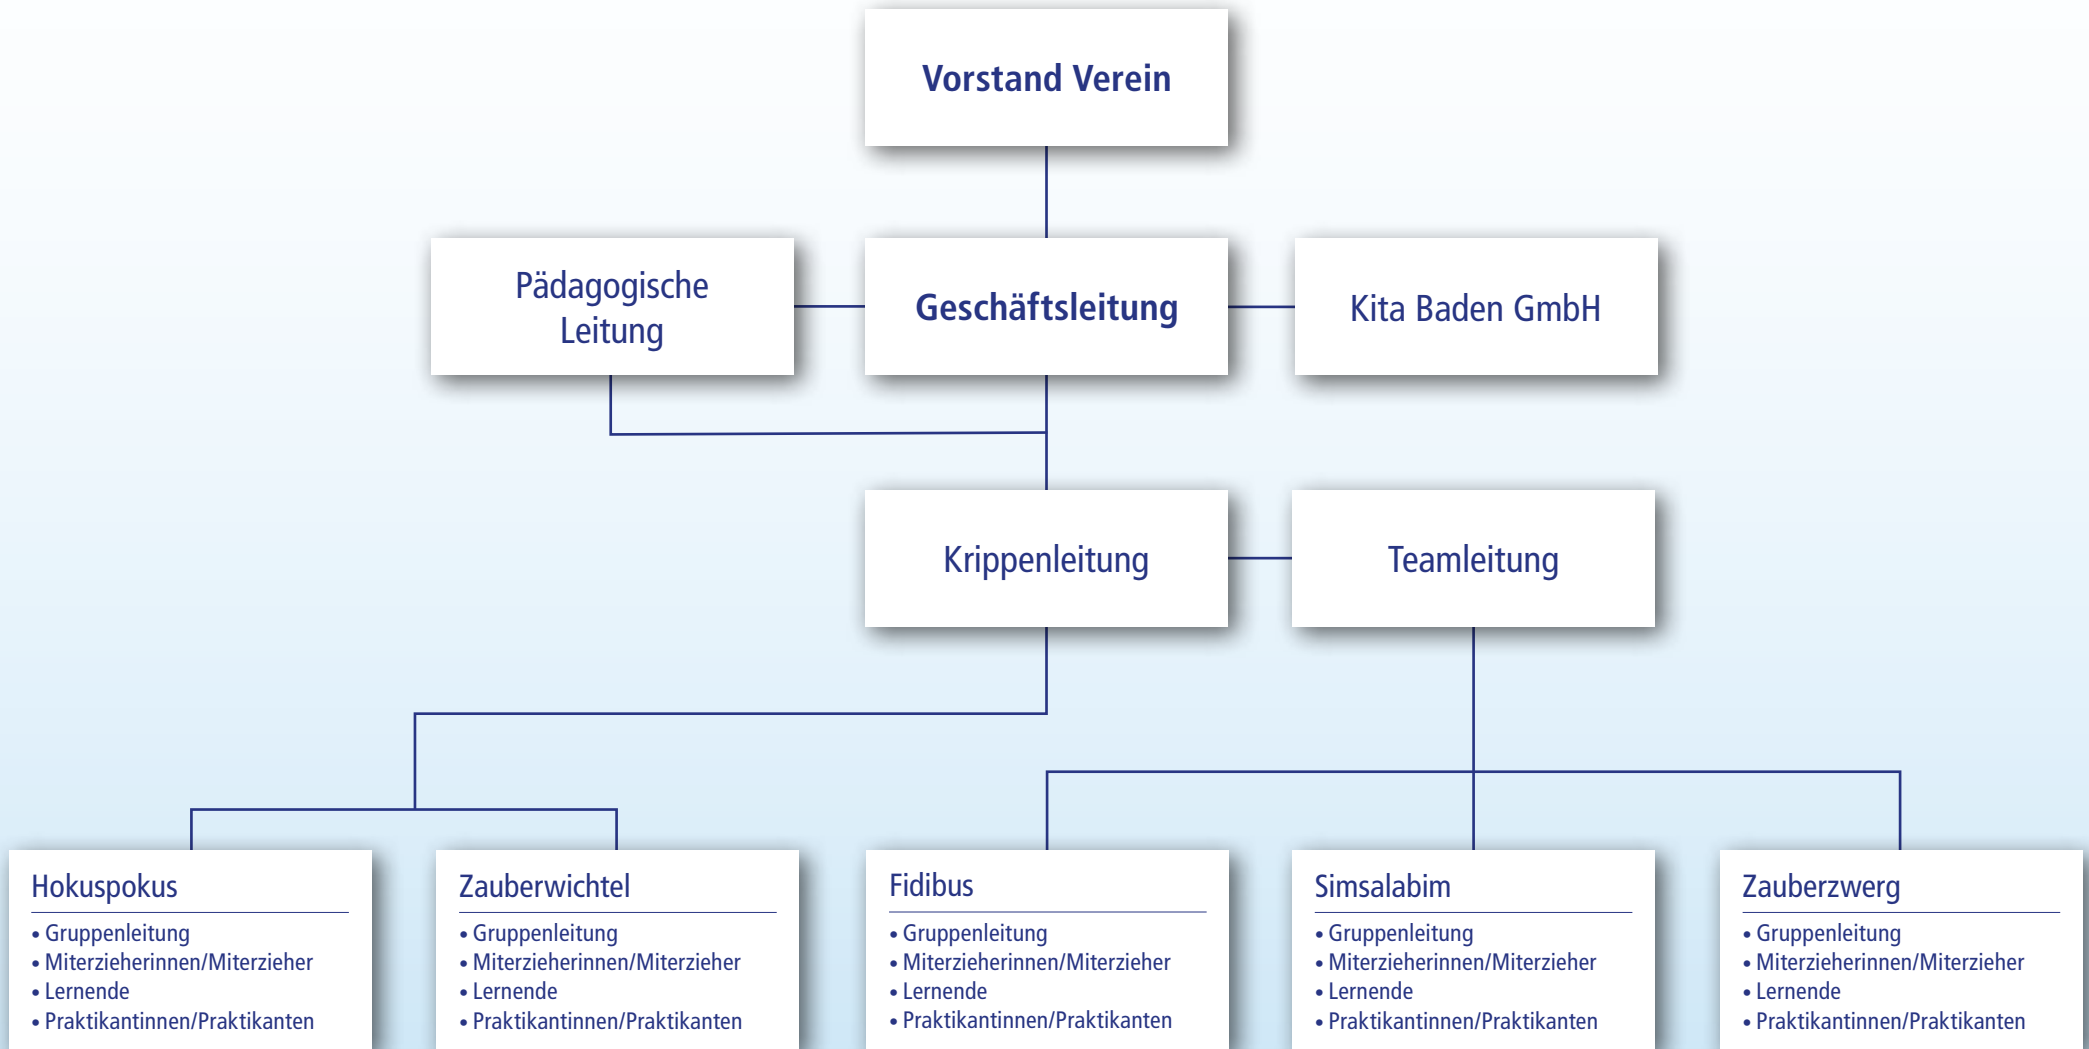 Vorstand Verein
Pädagogische
Leitung
Geschäftsleitung
Kita Baden GmbH
Krippenleitung
Teamleitung
Hokuspokus
• Gruppenleitung
• Miterzieherinnen/Miterzieher
• Lernende
• Praktikantinnen/Praktikanten
Zauberwichtel
• Gruppenleitung
• Miterzieherinnen/Miterzieher
• Lernende
• Praktikantinnen/Praktikanten
Fidibus
• Gruppenleitung
• Miterzieherinnen/Miterzieher
• Lernende
• Praktikantinnen/Praktikanten
Simsalabim
• Gruppenleitung
• Miterzieherinnen/Miterzieher
• Lernende
• Praktikantinnen/Praktikanten
Zauberzwerg
• Gruppenleitung
• Miterzieherinnen/Miterzieher
• Lernende
• Praktikantinnen/Praktikanten